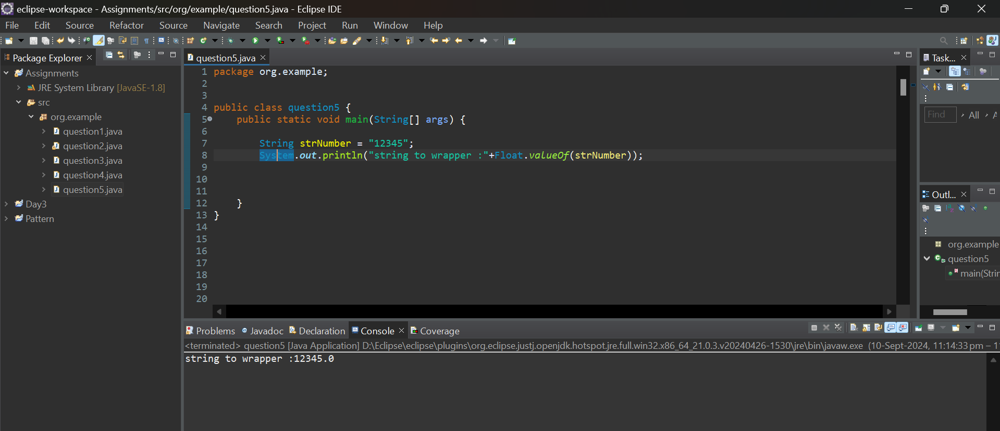 eclipse-workspace - Assignments/src/org/example/question5.java - Eclipse IDE
File Edit Source Refactor Source Navigate Search Project Run Window Help
Package Explorer
Assignments
JRE System Library [JavaSE-1.8]
src
org.example
question1.java
question2.java
question3.java
question4.java
question5.java
Day3
Pattern
question5.java
1 package org.example;
2
3
4 public class question5 {
5 public static void main(String[] args) {
6
7 String strNumber = "12345";
8 System.out.println("string to wrapper :"+Float.valueOf(strNumber));
9
10
11
12 }
13 }
14
15
16
17
18
19
20
Task...
Find All A
Outl...
org.example
question5
main(Strin
Problems Javadoc Declaration Console Coverage
<terminated> question5 [Java Application] D:\Eclipse\eclipse\plugins\org.eclipse.justj.openjdk.hotspot.jre.full.win32.x86_64_21.0.3.v20240426-1530\jre\bin\javaw.exe (10-Sept-2024, 11:14:33 pm – 1
string to wrapper :12345.0